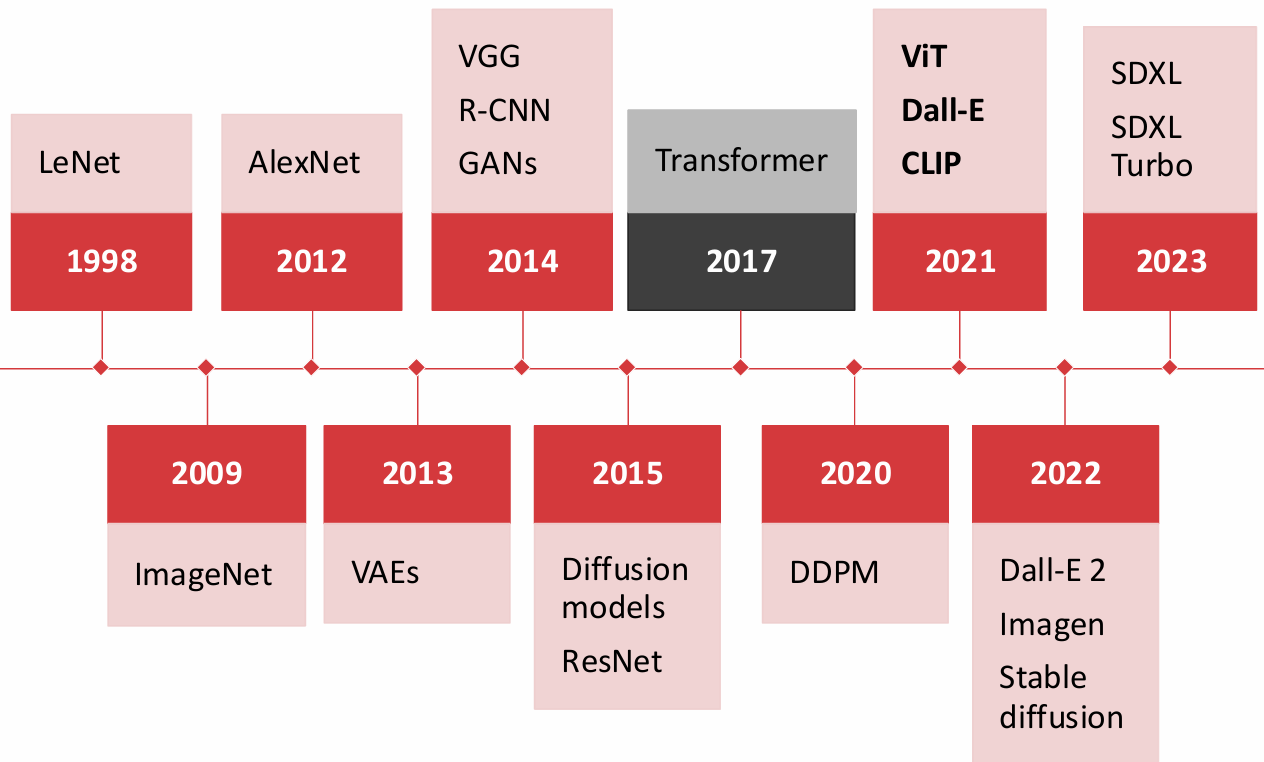 LeNet
1998
ImageNet
2009
AlexNet
2012
2013
VAEs
VGG
R-CNN
GANs
2014
2015
Diffusion
models
ResNet
Transformer
2017
2020
DDPM
ViT
Dall-E
CLIP
2021
2022
Dall-E 2
Imagen
Stable
diffusion
SDXL
SDXL
Turbo
2023